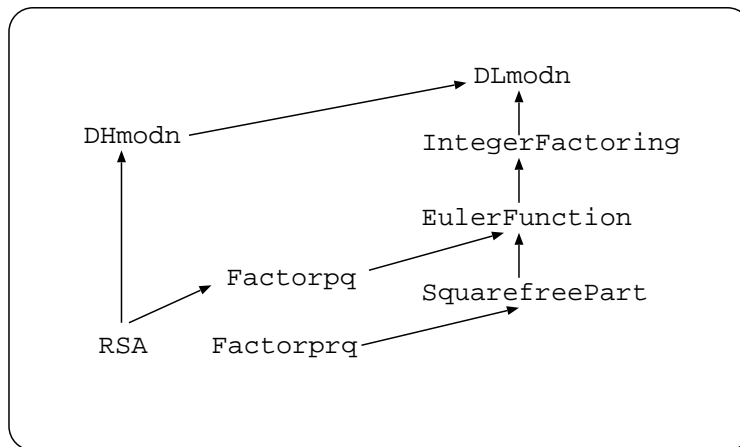 DLmodn
DHmodn
IntegerFactoring
EulerFunction
Factorpq
SquarefreePart
RSA
Factorprq